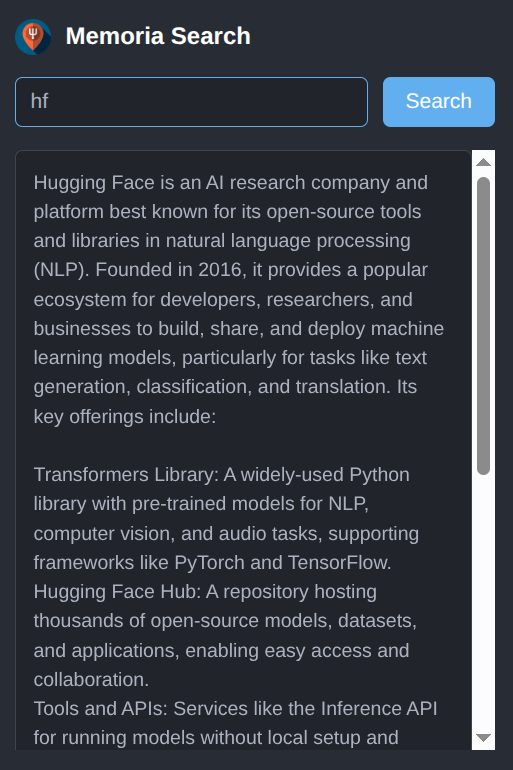 Memoria Search
hf
Search
Hugging Face is an AI research company and
platform best known for its open-source tools
and libraries in natural language processing
(NLP). Founded in 2016, it provides a popular
ecosystem for developers, researchers, and
businesses to build, share, and deploy machine
learning models, particularly for tasks like text
generation, classification, and translation. Its
key offerings include:
Transformers Library: A widely-used Python
library with pre-trained models for NLP,
computer vision, and audio tasks, supporting
frameworks like PyTorch and TensorFlow.
Hugging Face Hub: A repository hosting
thousands of open-source models, datasets,
and applications, enabling easy access and
collaboration.
Tools and APIs: Services like the Inference API
for running models without local setup and